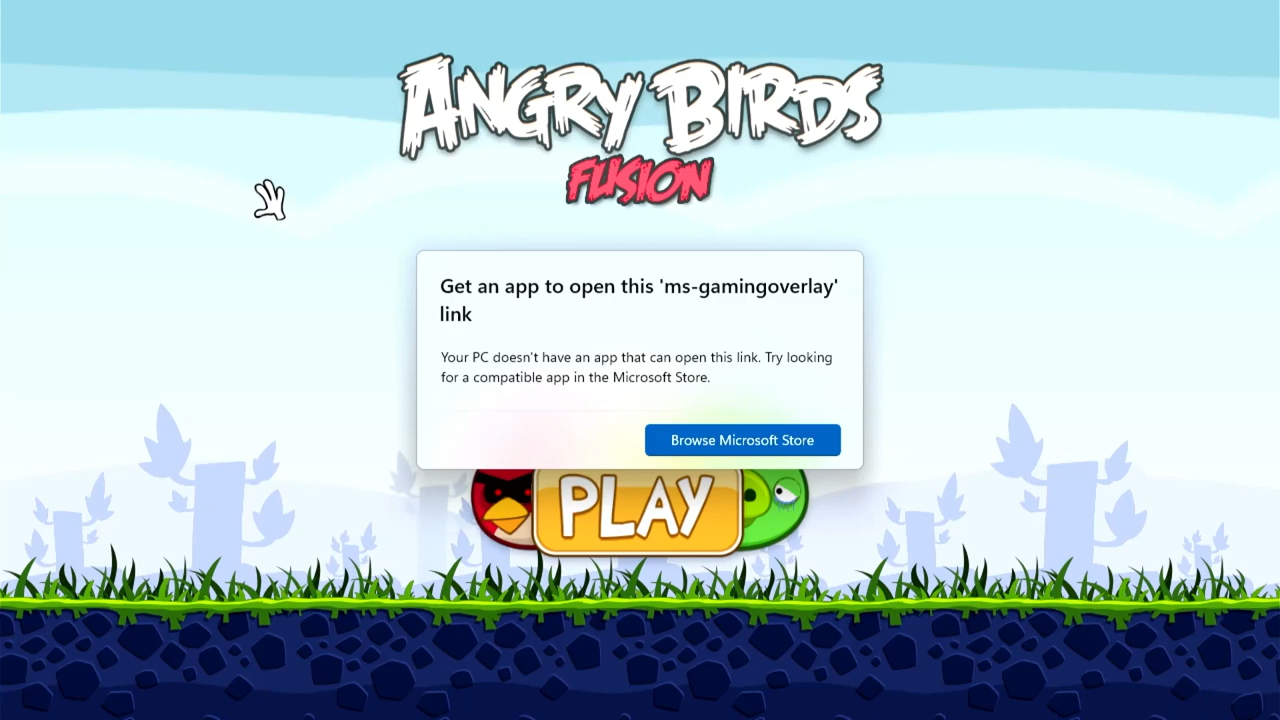 ANGRY BIRDS
FUSION
Get an app to open this 'ms-gamingoverlay'
link
Your PC doesn't have an app that can open this link. Try looking
for a compatible app in the Microsoft Store.
Browse Microsoft Store
PLAY